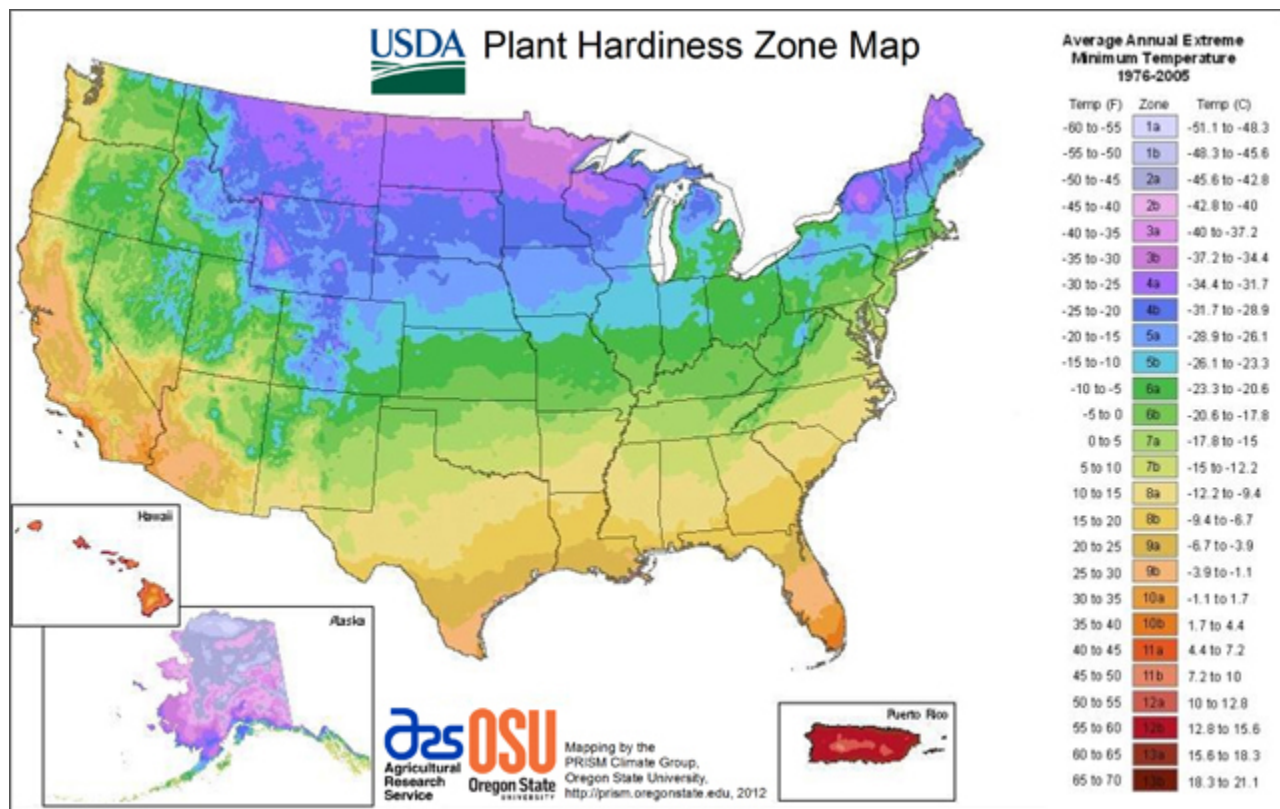 USDA Plant Hardiness Zone Map
Average Annual Extreme
Minimum Temperature
1976-2005
Temp (F) Zone Temp (C)
-60 to -55 1a -51.1 to -48.3
-55 to -50 1b -48.3 to -45.6
-50 to -45 2a -45.6 to -42.8
-45 to -40 2b -42.8 to -40
-40 to -35 3a -40 to -37.2
-35 to -30 3b -37.2 to -34.4
-30 to -25 4a -34.4 to -31.7
-25 to -20 4b -31.7 to -28.9
-20 to -15 5a -28.9 to -26.1
-15 to -10 5b -26.1 to -23.3
-10 to -5 6a -23.3 to -20.6
-5 to 0 6b -20.6 to -17.8
0 to 5 7a -17.8 to -15
5 to 10 7b -15 to -12.2
10 to 15 8a -12.2 to -9.4
15 to 20 8b -9.4 to -6.7
20 to 25 9a -6.7 to -3.9
25 to 30 9b -3.9 to -1.1
30 to 35 10a -1.1 to 1.7
35 to 40 10b 1.7 to 4.4
40 to 45 11a 4.4 to 7.2
45 to 50 11b 7.2 to 10
50 to 55 12a 10 to 12.8
55 to 60 12b 12.8 to 15.6
60 to 65 13a 15.6 to 18.3
65 to 70 13b 18.3 to 21.1
Hawaii
Alaska
ars
Agricultural
Research
Service
OSU
Oregon State
UNIVERSITY
Mapping by the
PRISM Climate Group,
Oregon State University,
http://prism.oregonstate.edu, 2012
Puerto Rico